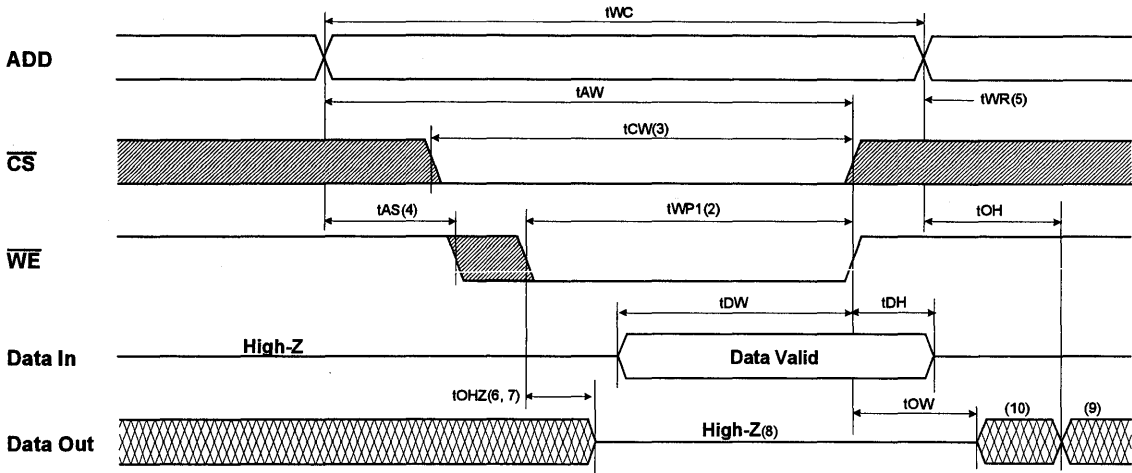 tWC
ADD
tAW
tWR(5)
tCW(3)
CS
tAS(4)
tWP1(2)
tOH
WE
tDW
tDH
High-Z
Data In
Data Valid
tOHZ(6, 7)
tOW
(10)
(9)
High-Z(8)
Data Out